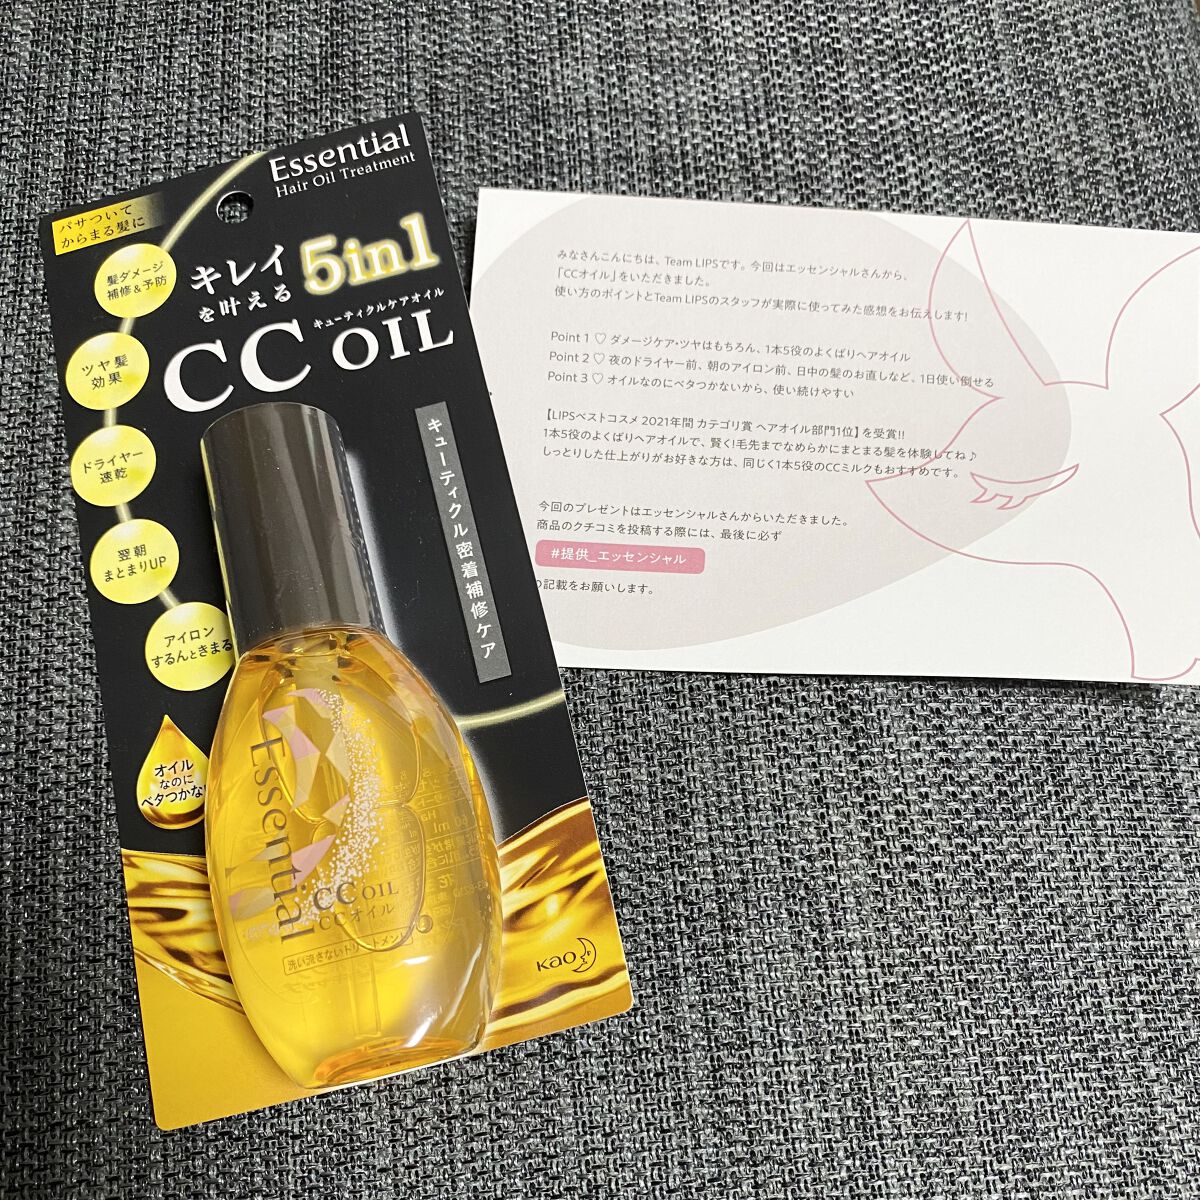 Essential
Hair Oil Treatment
パサついて
からまる髪に
キレイ
を叶える
5in1
キューティクルケアオイル
CC OIL
髪ダメージ
補修&予防
ツヤ髪
効果
ドライヤー
速乾
翌朝
まとまりUP
アイロン
するんときまる
オイル
なのに
ベタつかない
キューティクル密着補修ケア
Essential
CC OIL
CCオイル
洗い流さないトリートメント
Kao
みなさんこんにちは、Team LIPSです。今回はエッセンシャルさんから、
「CCオイル」をいただきました。
使い方のポイントとTeam LIPSのスタッフが実際に使ってみた感想をお伝えします!
Point 1 ♡ ダメージケア・ツヤはもちろん、1本5役のよくばりヘアオイル
Point 2 ♡ 夜のドライヤー前、朝のアイロン前、日中の髪のお直しなど、1日使い倒せる
Point 3 ♡ オイルなのにベタつかないから、使い続けやすい
【LIPSベストコスメ 2021年間 カテゴリ賞 ヘアオイル部門1位】を受賞!!
1本5役のよくばりヘアオイルで、賢く!毛先までなめらかにまとまる髪を体験してね♪
しっとりした仕上がりがお好きな方は、同じく1本5役のCCミルクもおすすめです。
今回のプレゼントはエッセンシャルさんからいただきました。
商品のクチコミを投稿する際には、最後に必ず
#提供_エッセンシャル
の記載をお願いします。